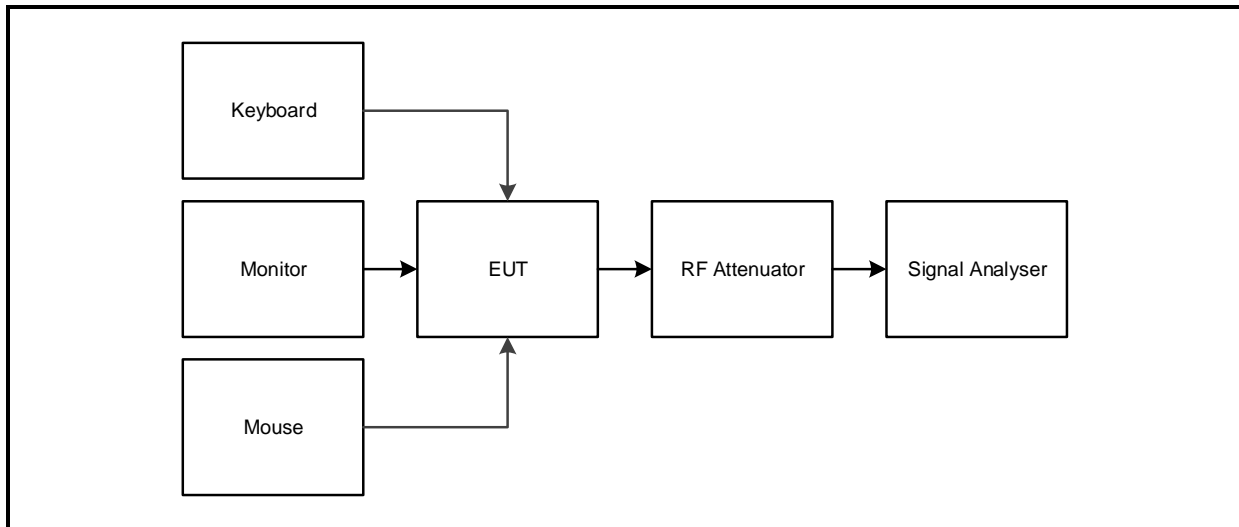 Keyboard
Monitor
EUT
RF Attenuator
Signal Analyser
Mouse